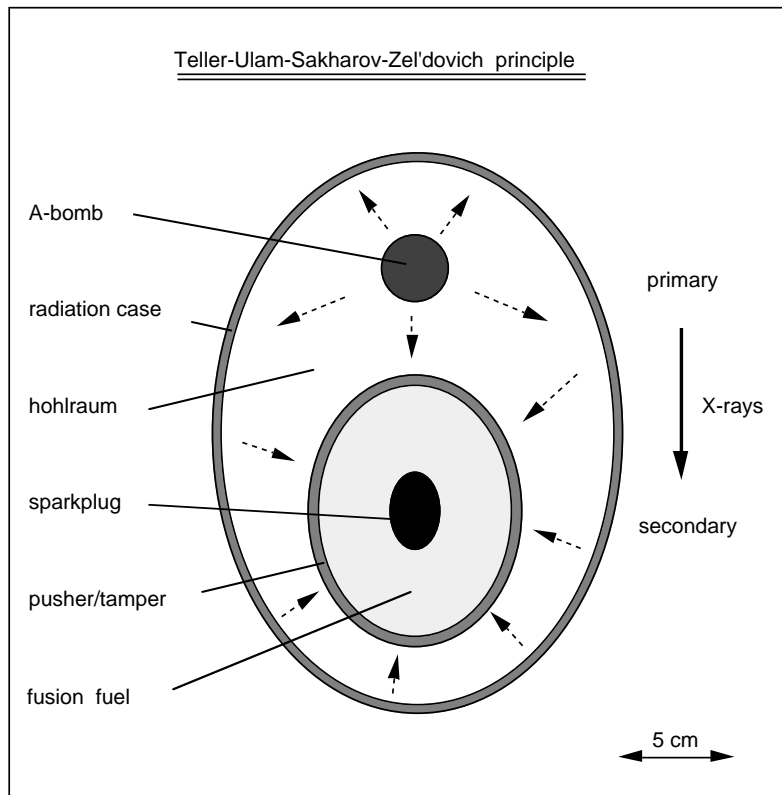 Teller-Ulam-Sakharov-Zel'dovich principle
A-bomb
radiation case
hohlraum
sparkplug
pusher/tamper
fusion fuel
primary
X-rays
secondary
5 cm